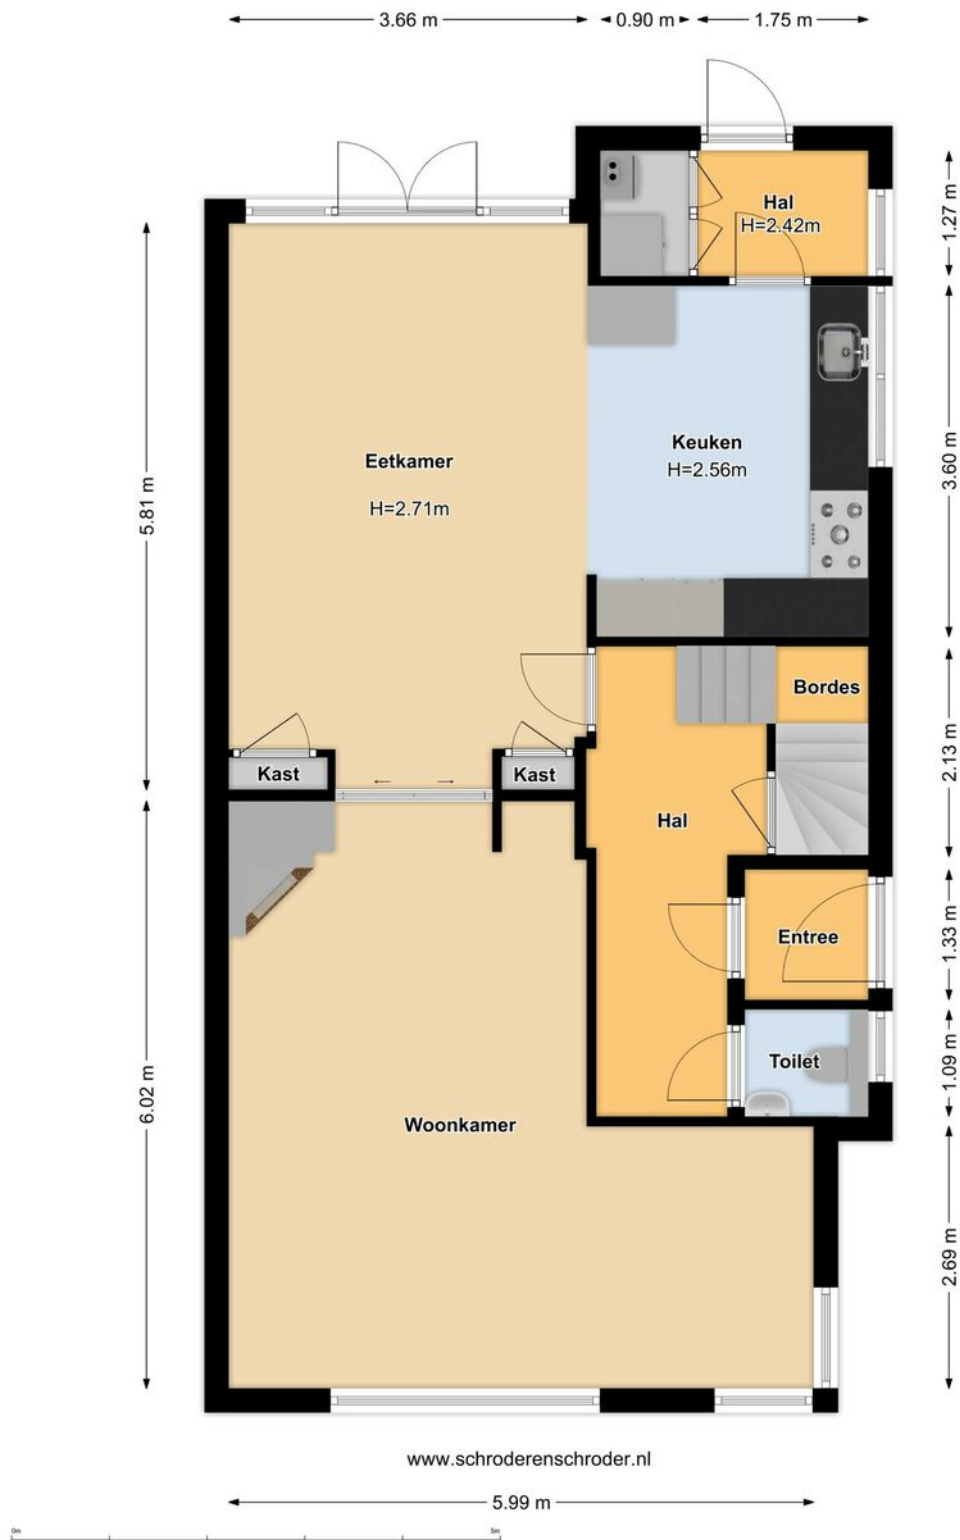 3.66 m
0.90 m
1.75 m
Hal
H=2.42m
1.27 m
Keuken
H=2.56m
3.60 m
Eetkamer
H=2.71m
5.81 m
Bordes
2.13 m
Kast
Kast
Hal
Entree
1.33 m
Toilet
1.09 m
6.02 m
Woonkamer
2.69 m
www.schroderenschroder.nl
5.99 m
0m
5m